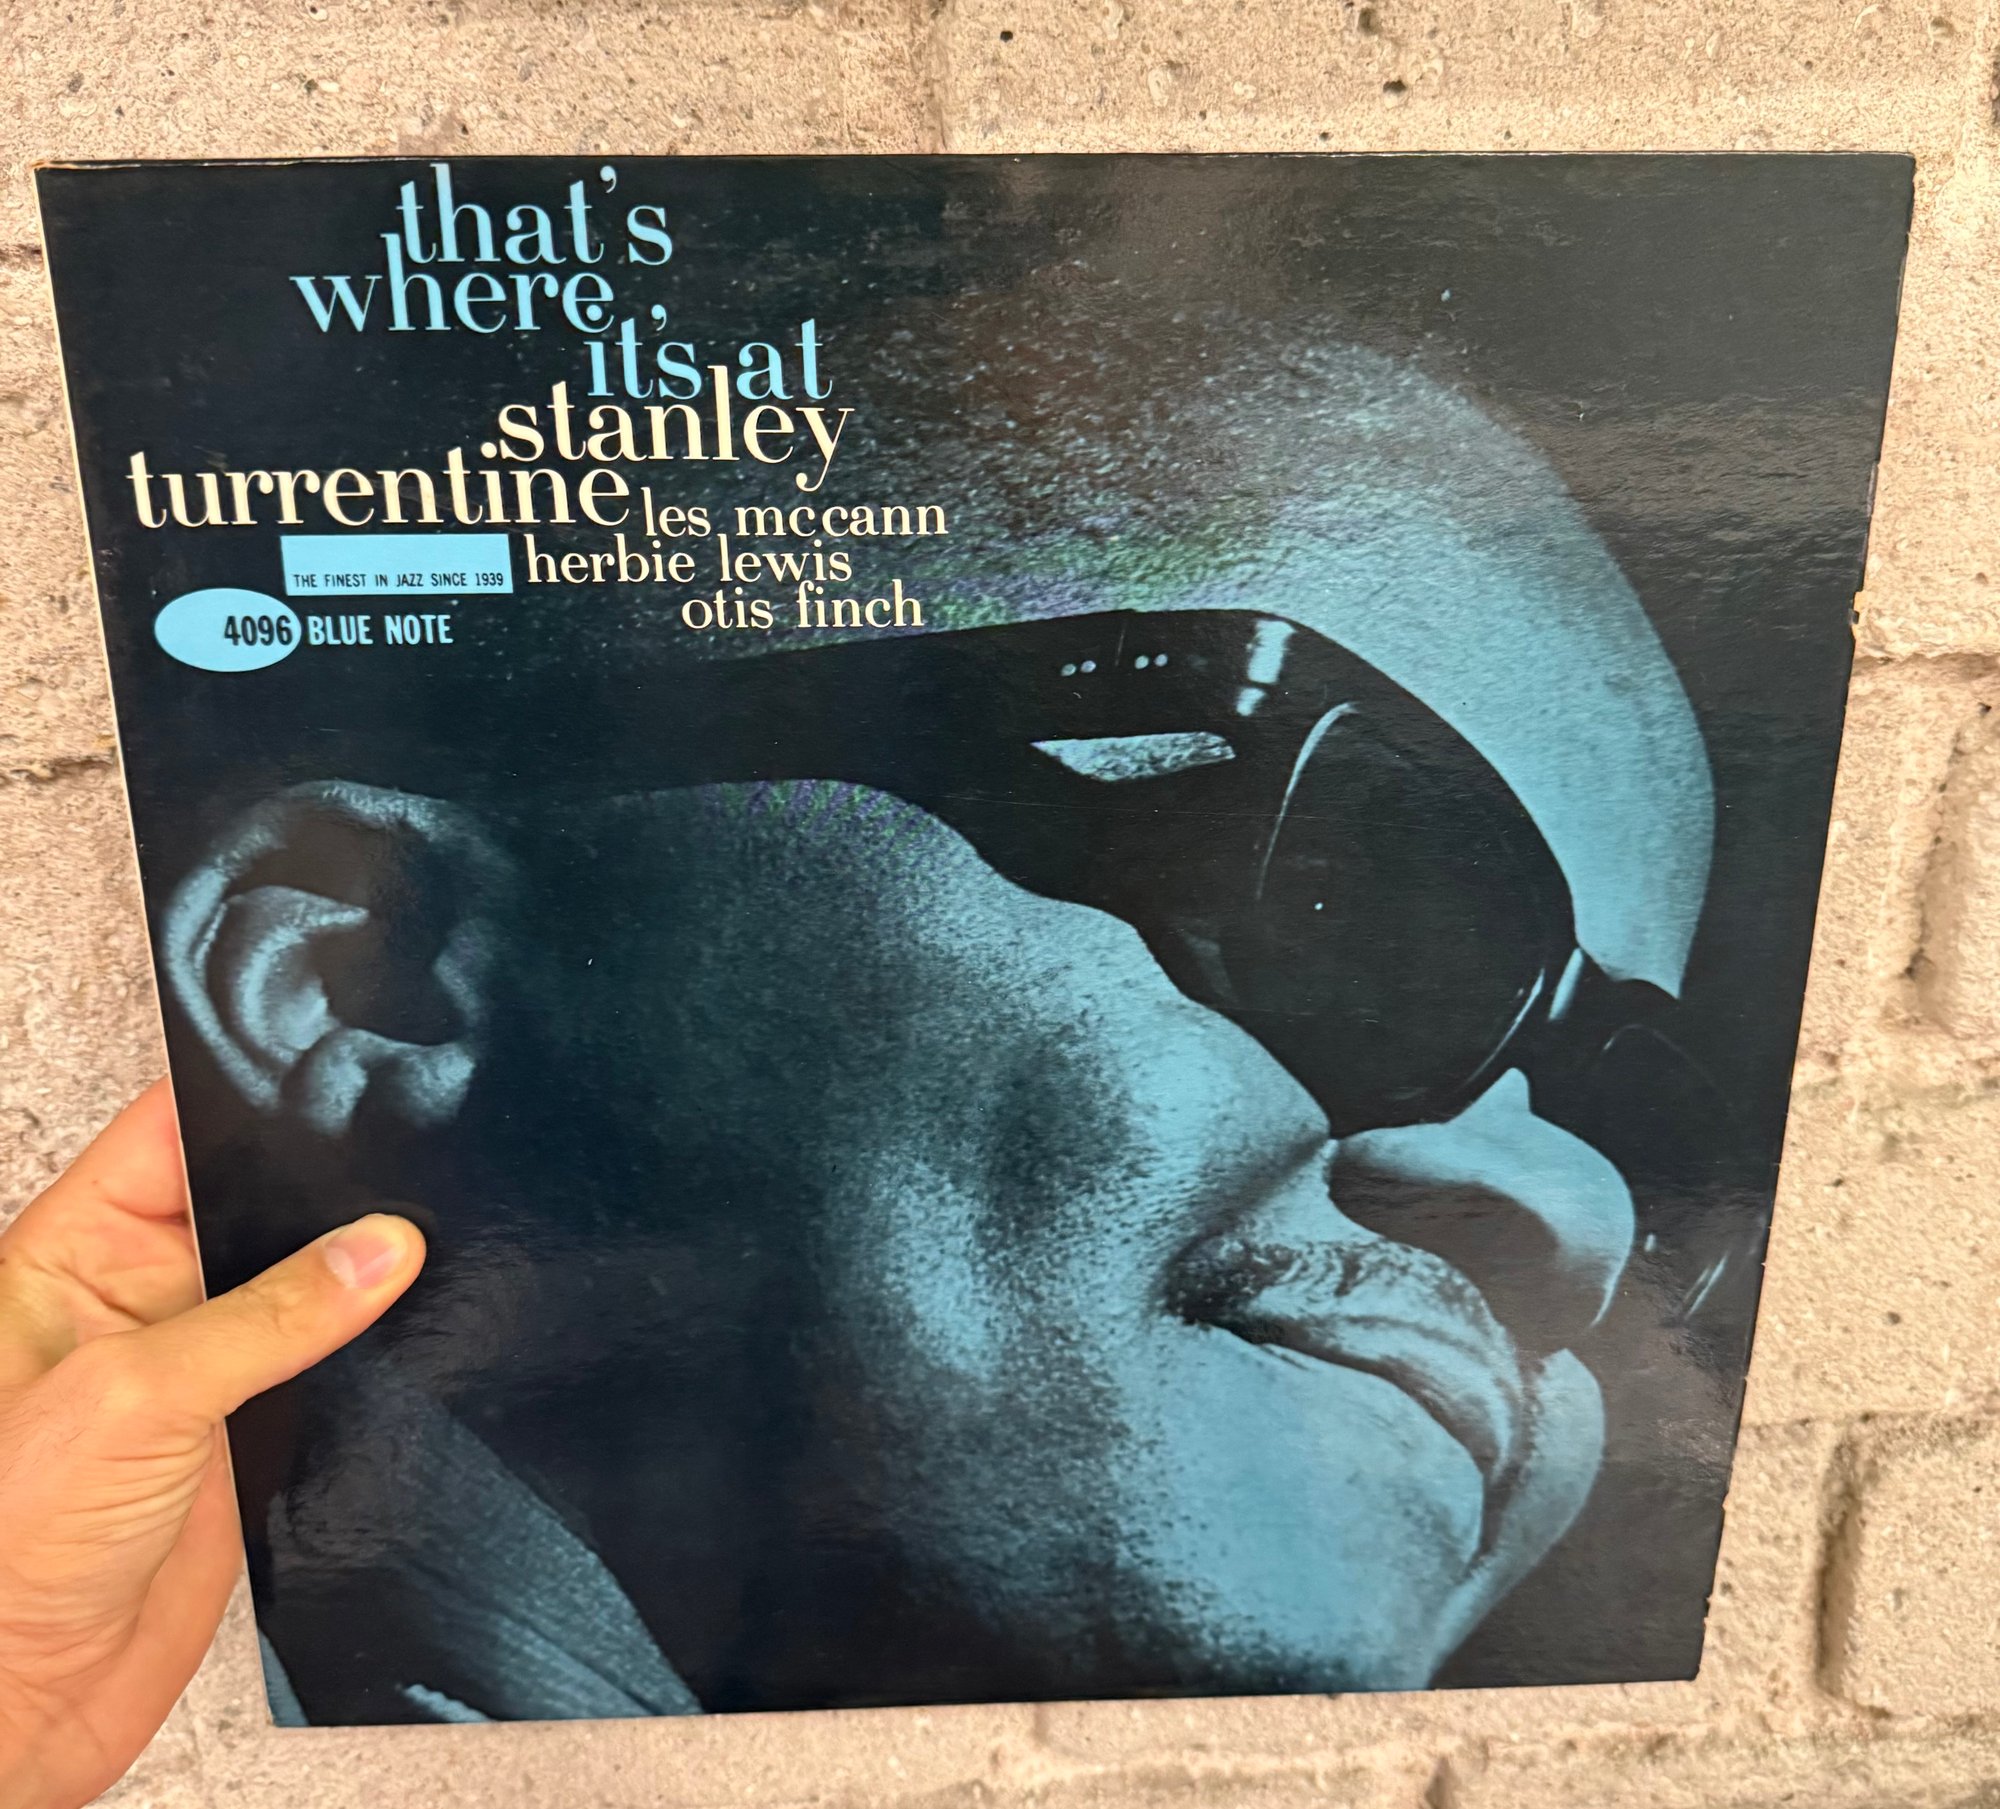 that's
where
it's at
stanley
turrentine
les mccann
herbie lewis
otis finch
THE FINEST IN JAZZ SINCE 1939
4096 BLUE NOTE